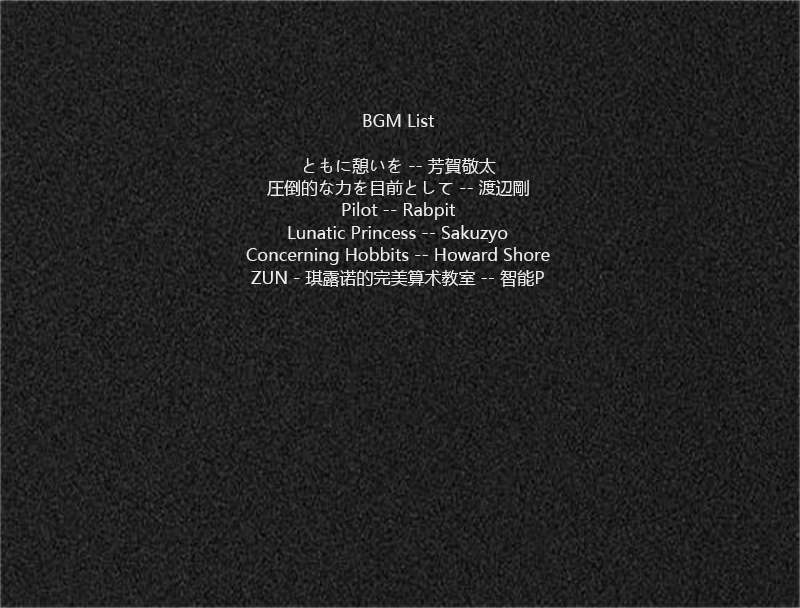 BGM List
ともに憩いを -- 芳賀敬太
圧倒的な力を目前として -- 渡辺剛
Pilot -- Rabpit
Lunatic Princess -- Sakuzyo
Concerning Hobbits -- Howard Shore
ZUN - 琪露诺的完美算术教室 -- 智能P